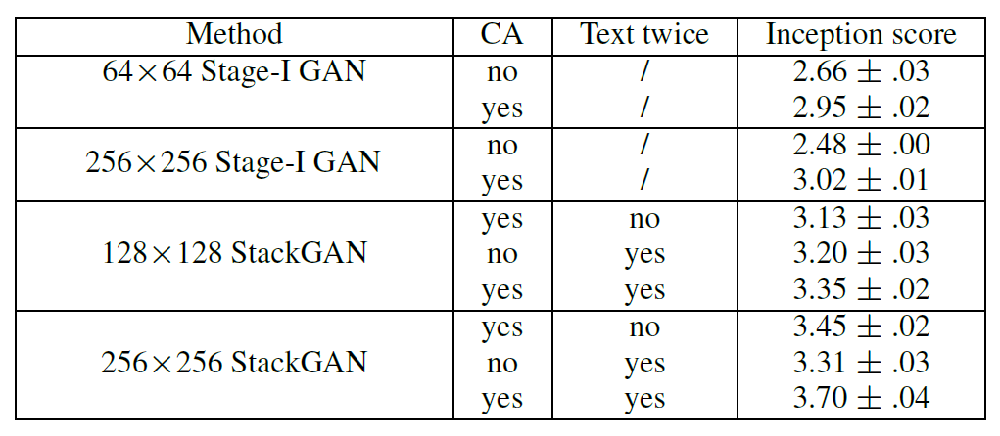 Method CA Text twice Inception score
64×64 Stage-I GAN no / 2.66 ± .03
yes / 2.95 ± .02
256×256 Stage-I GAN no / 2.48 ± .00
yes / 3.02 ± .01
128×128 StackGAN yes no 3.13 ± .03
no yes 3.20 ± .03
yes yes 3.35 ± .02
256×256 StackGAN yes no 3.45 ± .02
no yes 3.31 ± .03
yes yes 3.70 ± .04